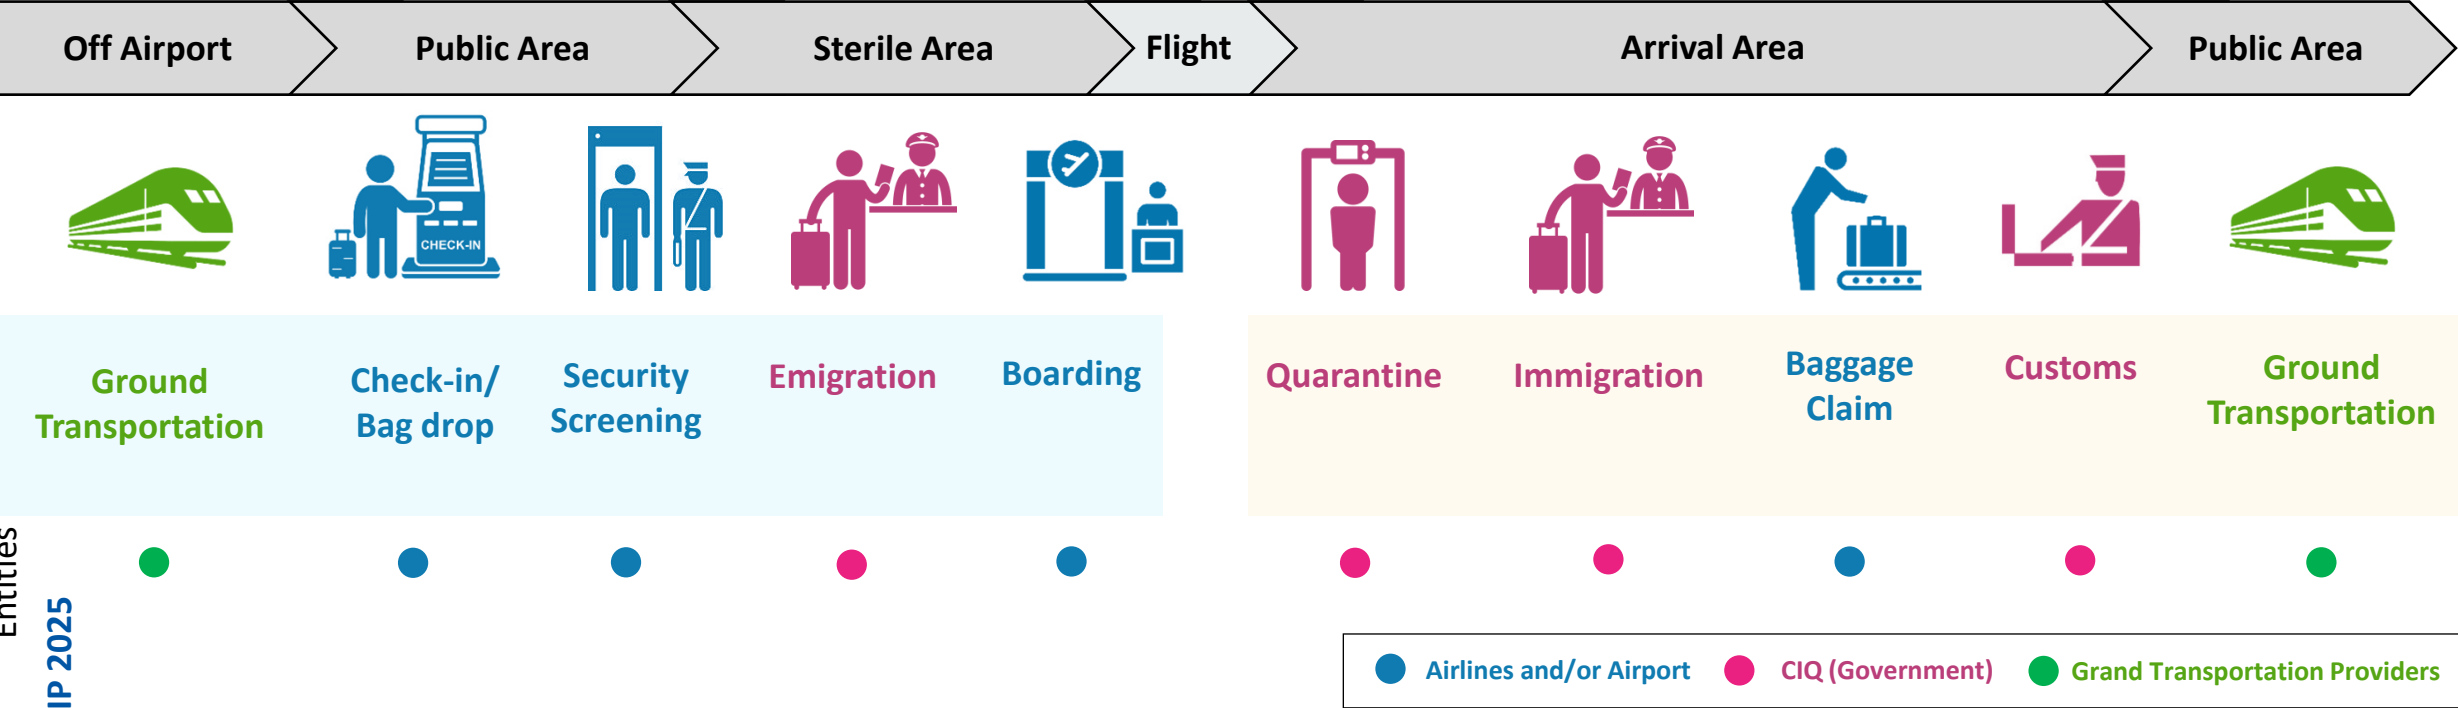 Off Airport
Public Area
Sterile Area
Flight
Arrival Area
Public Area
CHECK-IN
Ground
Transportation
Check-in/
Bag drop
Security
Screening
Emigration
Boarding
Quarantine
Immigration
Baggage
Claim
Customs
Ground
Transportation
Entities
IP 2025
Airlines and/or Airport
CIQ (Government)
Grand Transportation Providers